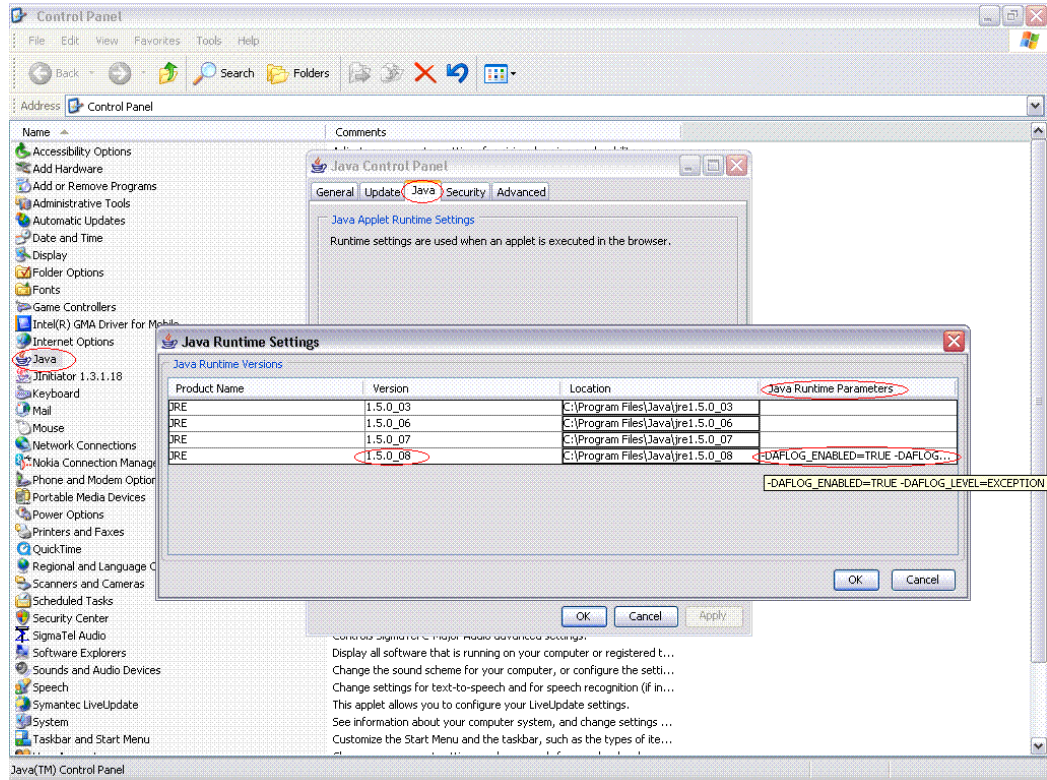 Control Panel
File Edit View Favorites Tools Help
Back Search Folders
Address Control Panel
Name Comments
Accessibility Options
Add Hardware
Add or Remove Programs
Administrative Tools
Automatic Updates
Date and Time
Display
Folder Options
Fonts
Game Controllers
Intel(R) GMA Driver for Mobile
Internet Options
Java
JInitiator 1.3.1.18
Keyboard
Mail
Mouse
Network Connections
Nokia Connection Manage
Phone and Modem Option
Portable Media Devices
Power Options
Printers and Faxes
QuickTime
Regional and Language C
Scanners and Cameras
Scheduled Tasks
Security Center
SigmaTel Audio
Software Explorers
Sounds and Audio Devices
Speech
Symantec LiveUpdate
System
Taskbar and Start Menu
Java Control Panel
General Update Java Security Advanced
Java Applet Runtime Settings
Runtime settings are used when an applet is executed in the browser.
Java Runtime Settings
Java Runtime Versions
Product Name Version Location Java Runtime Parameters
JRE 1.5.0_03 C:\Program Files\Java\jre1.5.0_03
JRE 1.5.0_06 C:\Program Files\Java\jre1.5.0_06
JRE 1.5.0_07 C:\Program Files\Java\jre1.5.0_07
JRE 1.5.0_08 C:\Program Files\Java\jre1.5.0_08 -DAFLOG_ENABLED=TRUE -DAFLOG...
-DAFLOG_ENABLED=TRUE -DAFLOG_LEVEL=EXCEPTION
OK Cancel
OK Cancel Apply
Display all software that is running on your computer or registered t...
Change the sound scheme for your computer, or configure the setti...
Change settings for text-to-speech and for speech recognition (if in...
This applet allows you to configure your LiveUpdate settings.
See information about your computer system, and change settings ...
Customize the Start Menu and the taskbar, such as the types of ite...
Java(TM) Control Panel